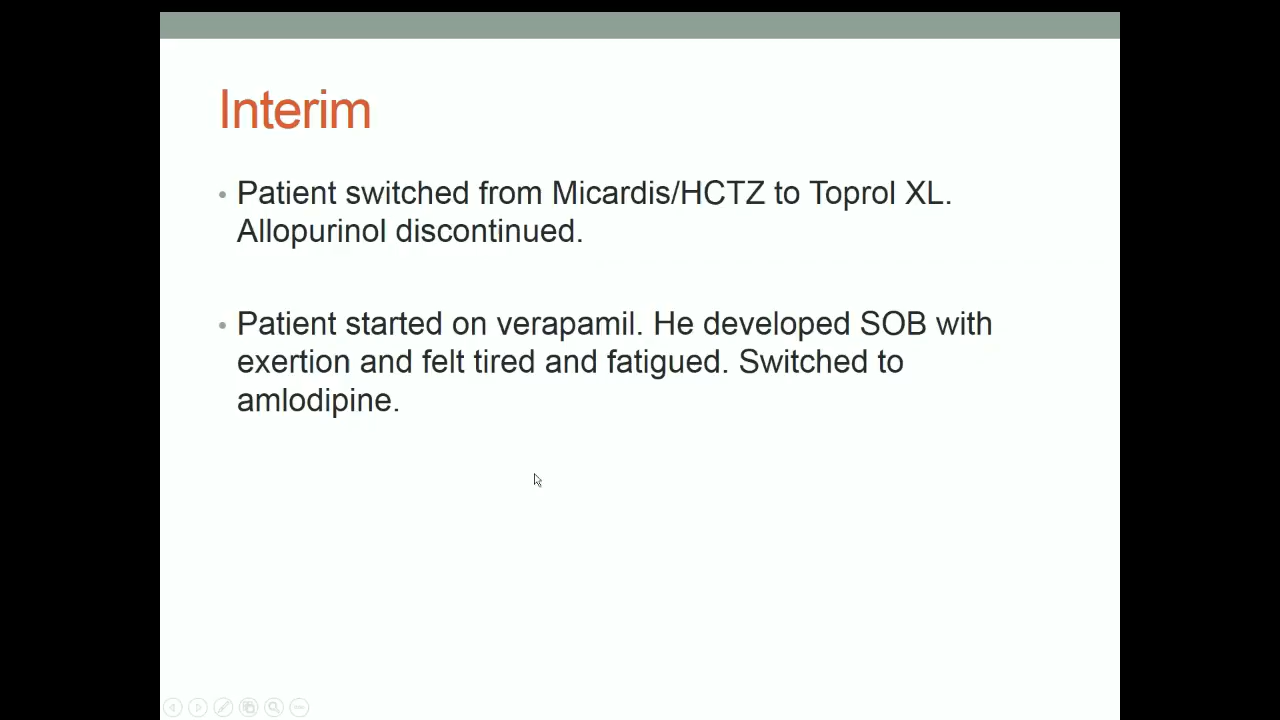 Interim
• Patient switched from Micardis/HCTZ to Toprol XL.
Allopurinol discontinued.
• Patient started on verapamil. He developed SOB with
exertion and felt tired and fatigued. Switched to
amlodipine.